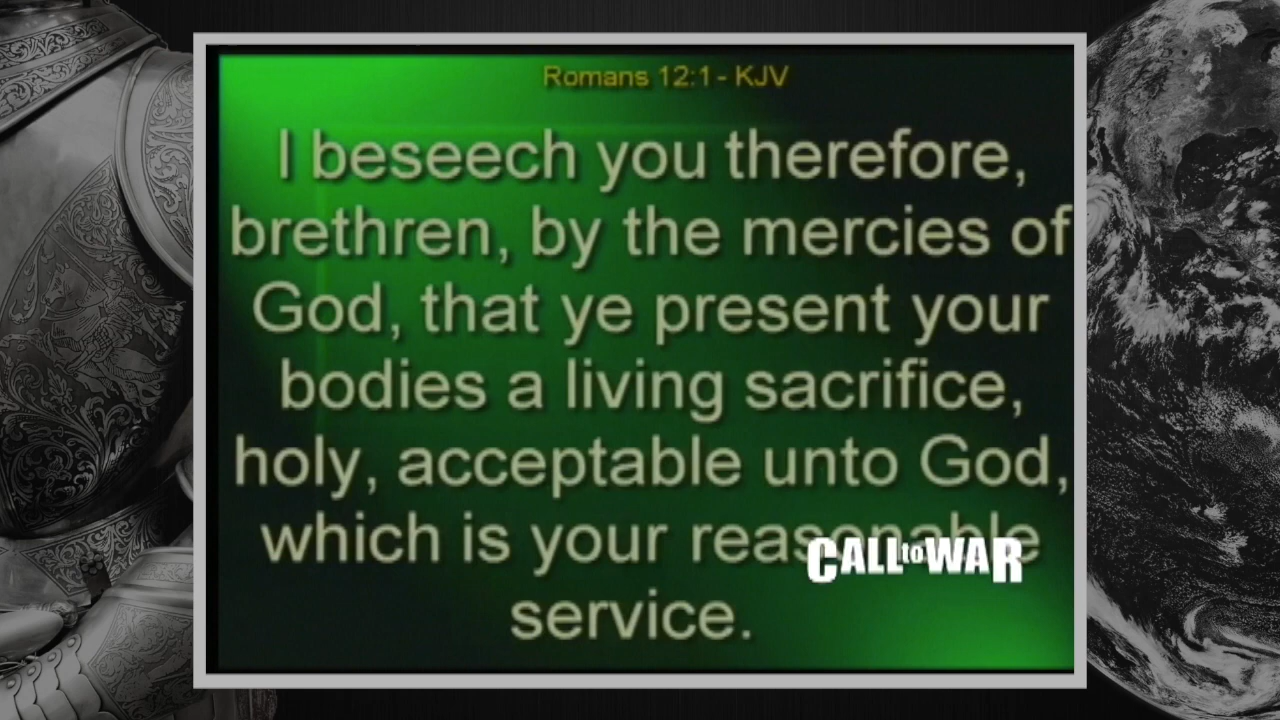 Romans 12:1 - KJV
I beseech you therefore,
brethren, by the mercies of
God, that ye present your
bodies a living sacrifice,
holy, acceptable unto God,
which is your reasonable
CALL to WAR
service.